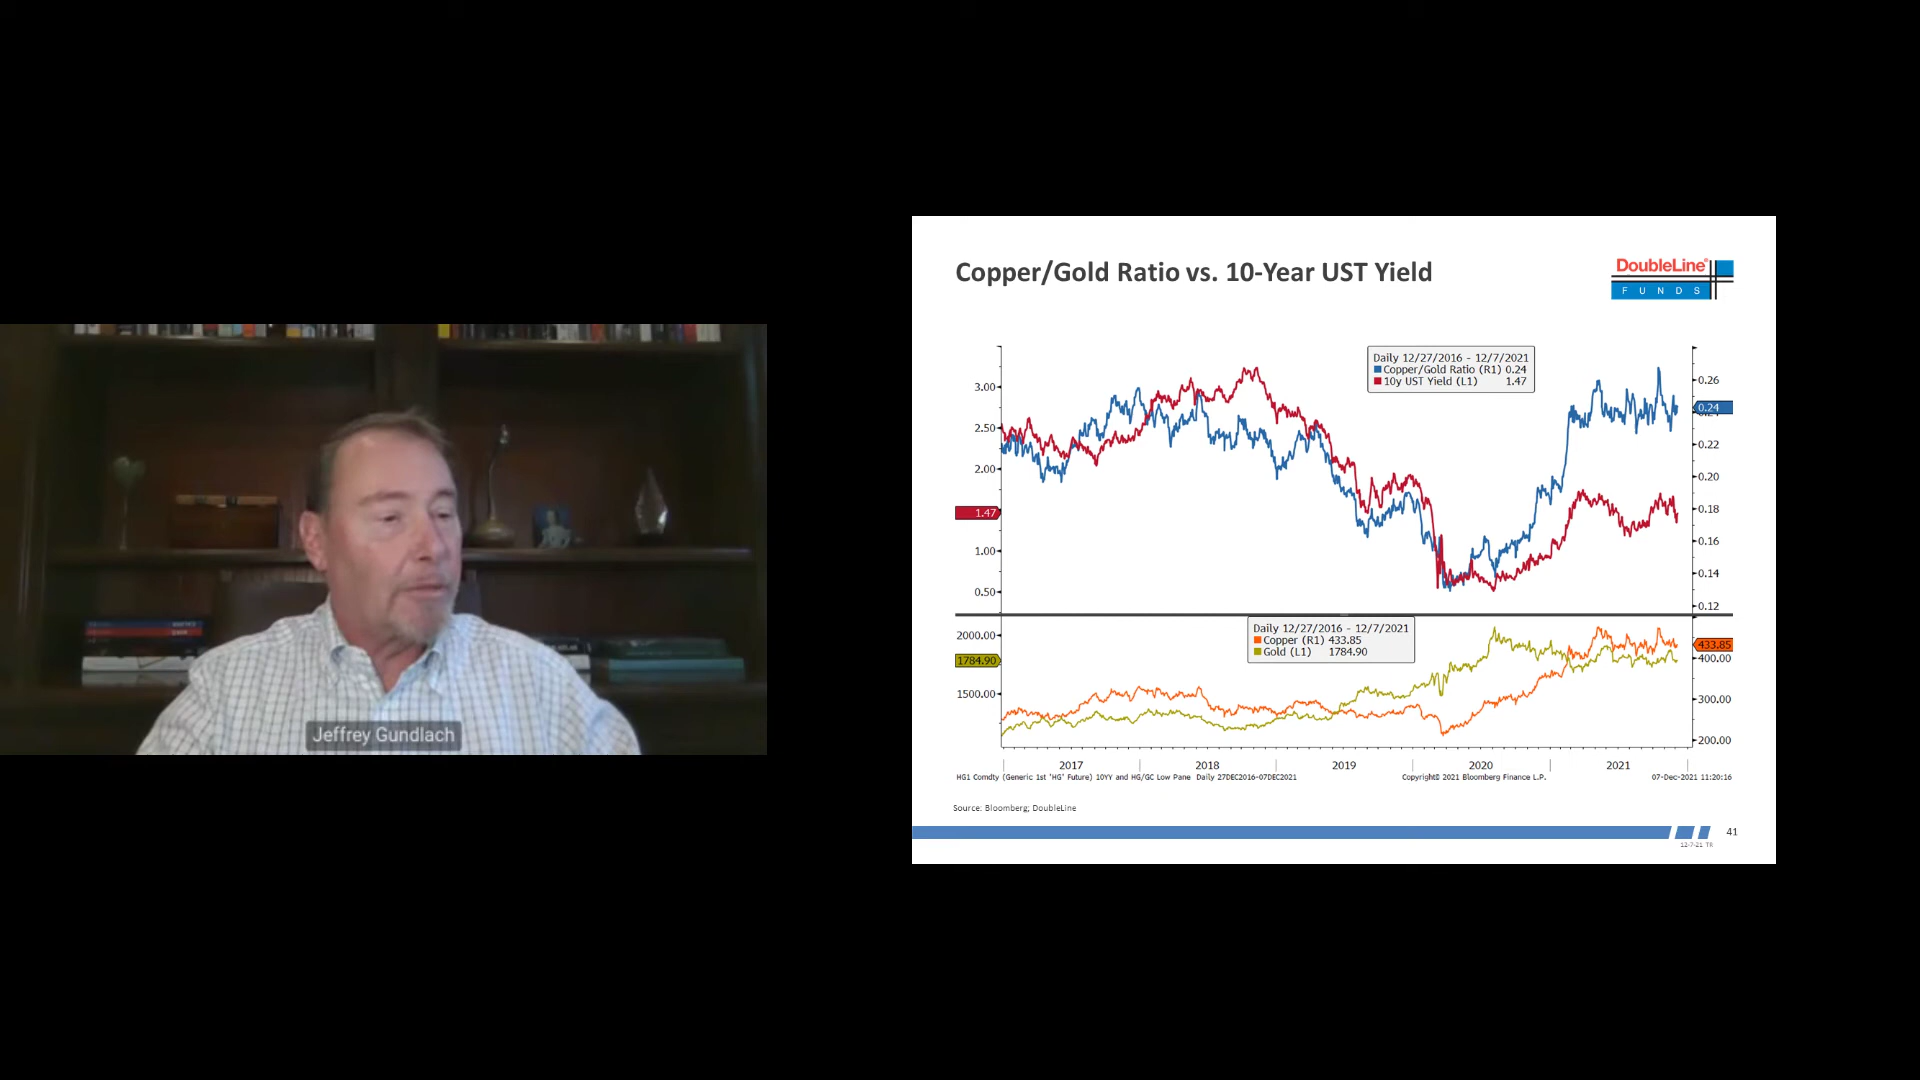 Jeffrey Gundlach
Copper/Gold Ratio vs. 10-Year UST Yield
DoubleLine®
FUNDS
Daily 12/27/2016 - 12/7/2021
Copper/Gold Ratio (R1) 0.24
10y UST Yield (L1) 1.47
3.00
2.50
2.00
1.47
1.00
0.50
0.26
0.24
0.22
0.20
0.18
0.16
0.14
0.12
Daily 12/27/2016 - 12/7/2021
Copper (R1) 433.85
Gold (L1) 1784.90
2000.00
1784.90
1500.00
433.85
400.00
300.00
200.00
2017 2018 2019 2020 2021
HG1 Comdty (Generic 1st 'HG' Future) 10YY and HG/GC Low Pane Daily 27DEC2016-07DEC2021 Copyright© 2021 Bloomberg Finance L.P. 07-Dec-2021 11:20:16
Source: Bloomberg; DoubleLine
41
12-7-21 TR